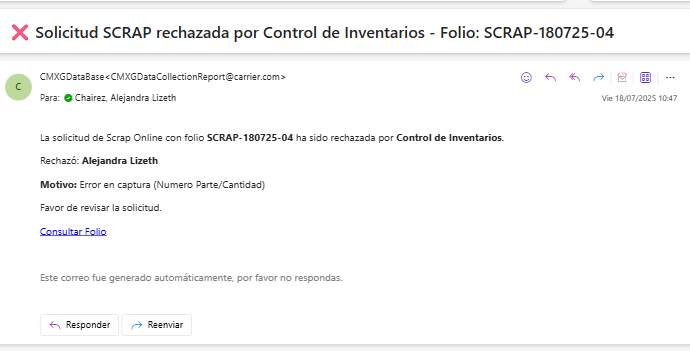 ❌ Solicitud SCRAP rechazada por Control de Inventarios - Folio: SCRAP-180725-04
C
CMXGDataBase<CMXGDataCollectionReport@carrier.com>
Para: Chairez, Alejandra Lizeth
Vie 18/07/2025 10:47
La solicitud de Scrap Online con folio SCRAP-180725-04 ha sido rechazada por Control de Inventarios.
Rechazó: Alejandra Lizeth
Motivo: Error en captura (Numero Parte/Cantidad)
Favor de revisar la solicitud.
Consultar Folio
Este correo fue generado automáticamente, por favor no respondas.
Responder
Reenviar